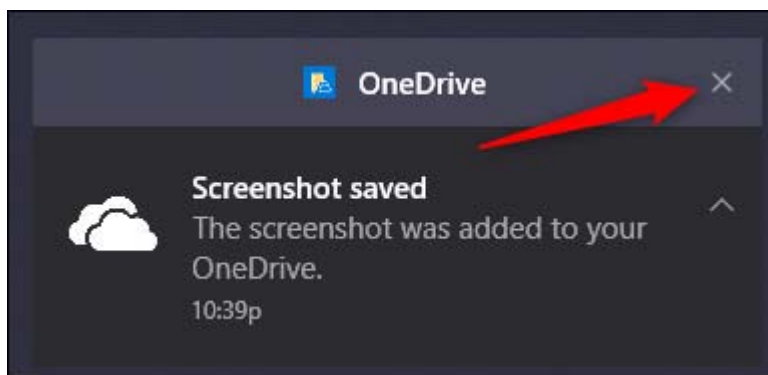 OneDrive
Screenshot saved
The screenshot was added to your
OneDrive.
10:39p